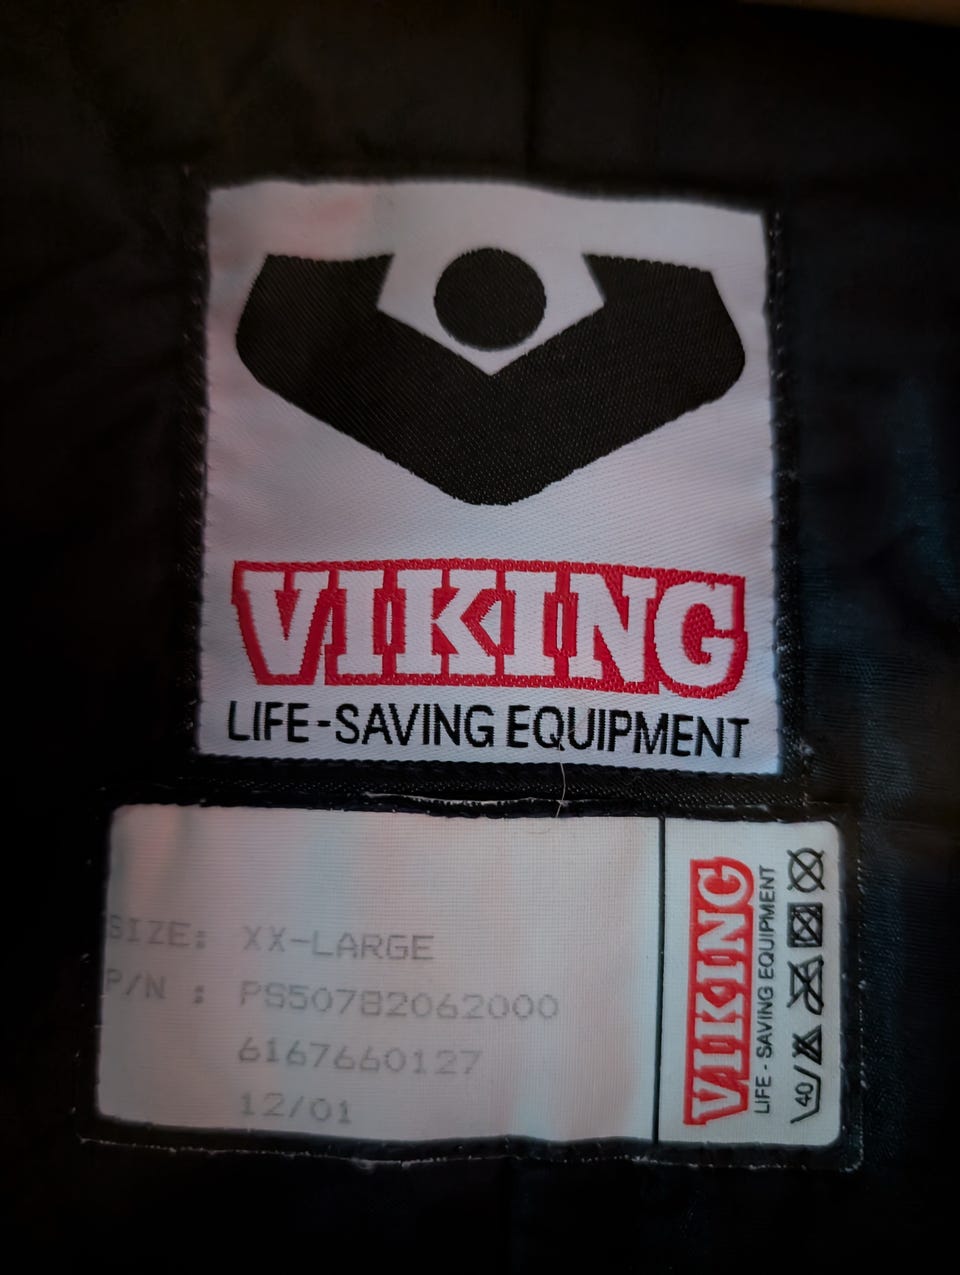 VIKING
LIFE-SAVING EQUIPMENT
SIZE: XX-LARGE
P/N : PS50782062000
6167660127
12/01
VIKING
LIFE-SAVING EQUIPMENT
40